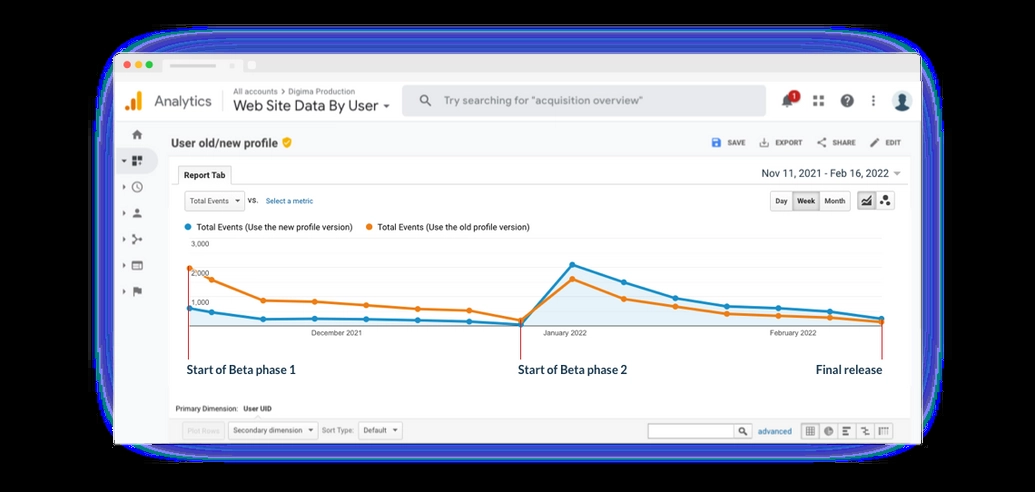 All accounts > Digima Production
Analytics
Web Site Data By User
Try searching for "acquisition overview"
1
User old/new profile
SAVE
EXPORT
SHARE
EDIT
Report Tab
Nov 11, 2021 - Feb 16, 2022
Total Events
VS.
Select a metric
Day
Week
Month
Total Events (Use the new profile version)
Total Events (Use the old profile version)
3,000
2,000
1,000
December 2021
January 2022
February 2022
Start of Beta phase 1
Start of Beta phase 2
Final release
Primary Dimension: User UID
Plot Rows
Secondary dimension
Sort Type:
Default
advanced